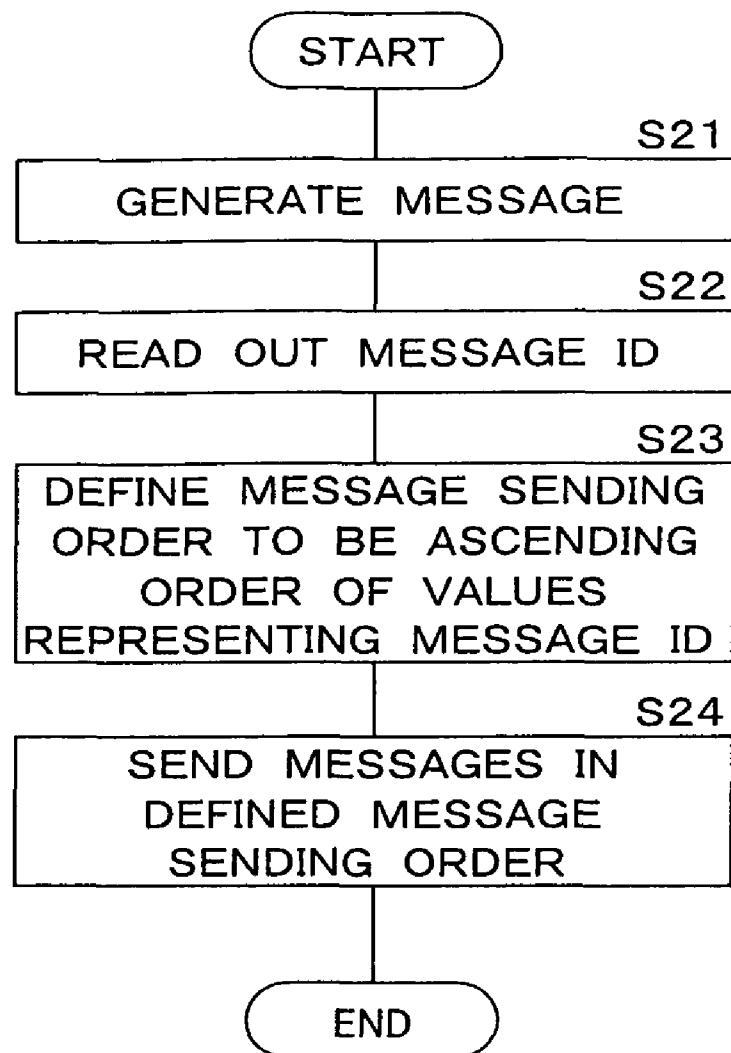 START
S21
GENERATE MESSAGE
S22
READ OUT MESSAGE ID
S23
DEFINE MESSAGE SENDING
ORDER TO BE ASCENDING
ORDER OF VALUES
REPRESENTING MESSAGE ID
S24
SEND MESSAGES IN
DEFINED MESSAGE
SENDING ORDER
END